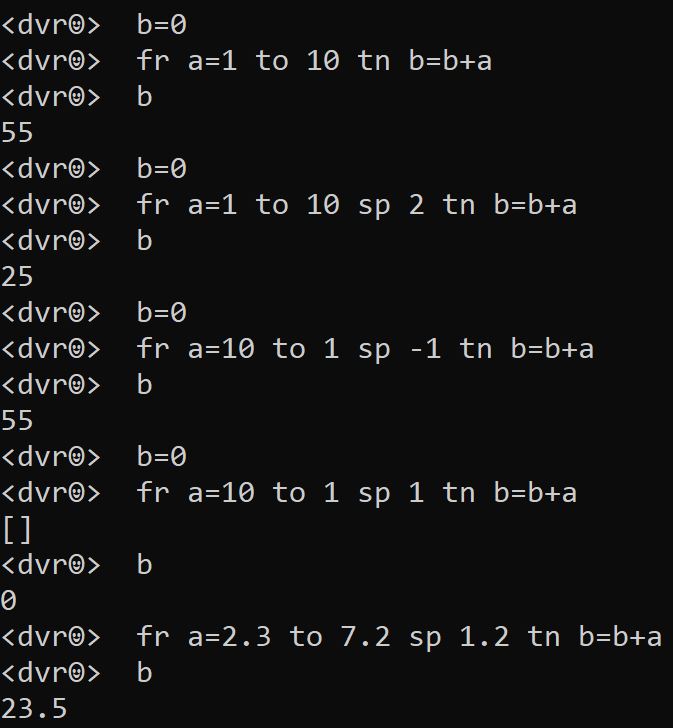 <dvr☺>  b=0
<dvr☺>  fr a=1 to 10 tn b=b+a
<dvr☺>  b
55
<dvr☺>  b=0
<dvr☺>  fr a=1 to 10 sp 2 tn b=b+a
<dvr☺>  b
25
<dvr☺>  b=0
<dvr☺>  fr a=10 to 1 sp -1 tn b=b+a
<dvr☺>  b
55
<dvr☺>  b=0
<dvr☺>  fr a=10 to 1 sp 1 tn b=b+a
[]
<dvr☺>  b
0
<dvr☺>  fr a=2.3 to 7.2 sp 1.2 tn b=b+a
<dvr☺>  b
23.5